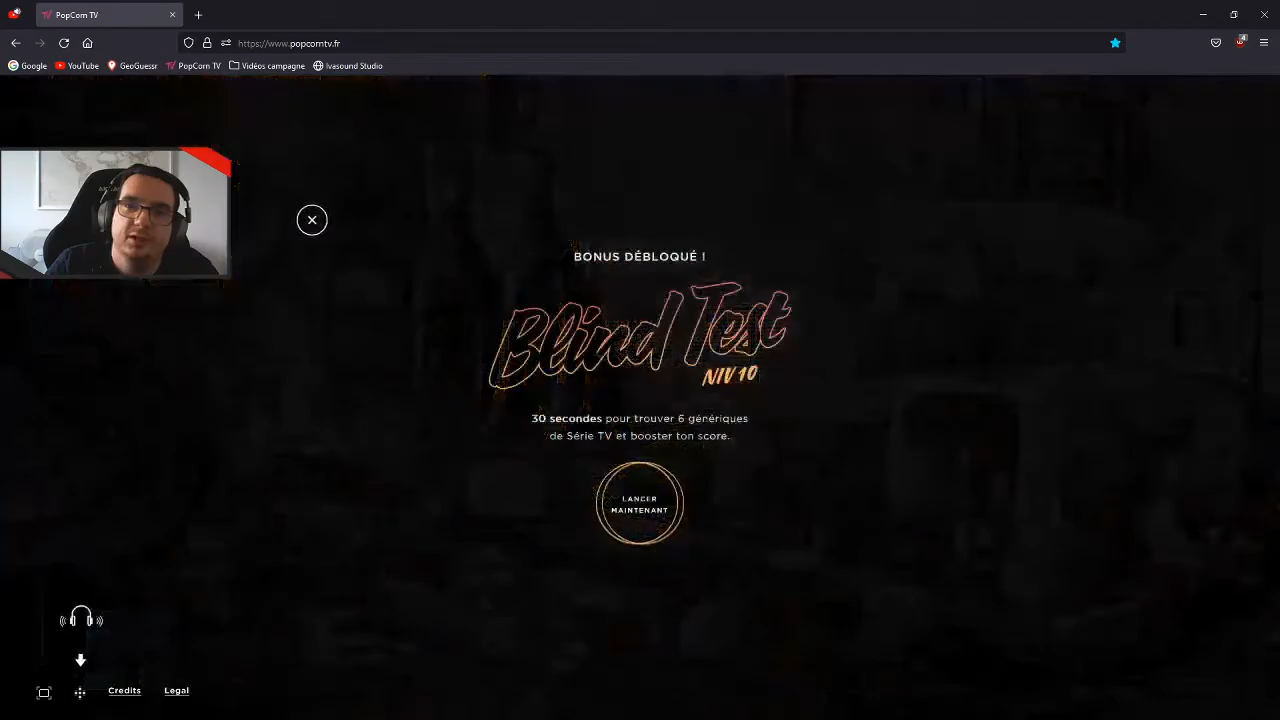 PopCorn TV
https://www.popcorntv.fr
4
Google YouTube GeoGuessr PopCorn TV Vidéos campagne Ivasound Studio
BONUS DÉBLOQUÉ !
Blind Test
NIV 10
30 secondes pour trouver 6 génériques
de Série TV et booster ton score.
LANCER
MAINTENANT
Credits Legal